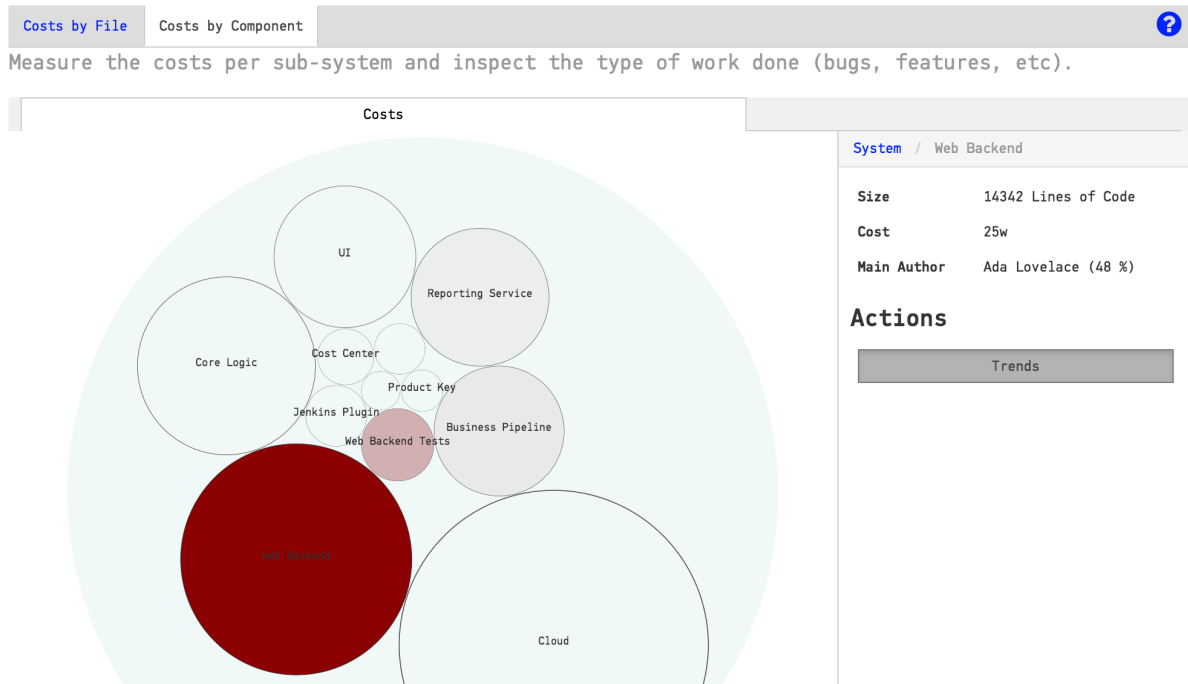 Costs by File
Costs by Component
?
Measure the costs per sub-system and inspect the type of work done (bugs, features, etc).
Costs
System / Web Backend
Size 14342 Lines of Code
Cost 25w
Main Author Ada Lovelace (48 %)
Actions
Trends
UI
Reporting Service
Cost Center
Core Logic
Product Key
Jenkins Plugin
Business Pipeline
Web Backend Tests
Web Backend
Cloud